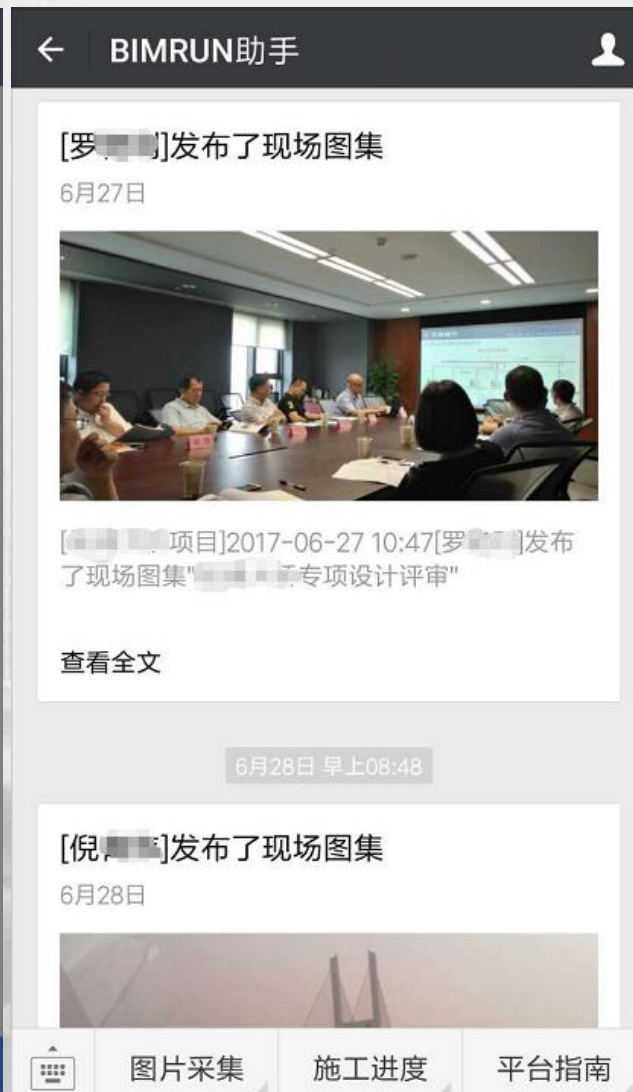 BIMRUN助手
[罗]发布了现场图集
6月27日
[项目]2017-06-27 10:47[罗]发布
了现场图集"专项设计评审"
查看全文
6月28日 早上08:48
[倪]发布了现场图集
6月28日
图片采集
施工进度
平台指南